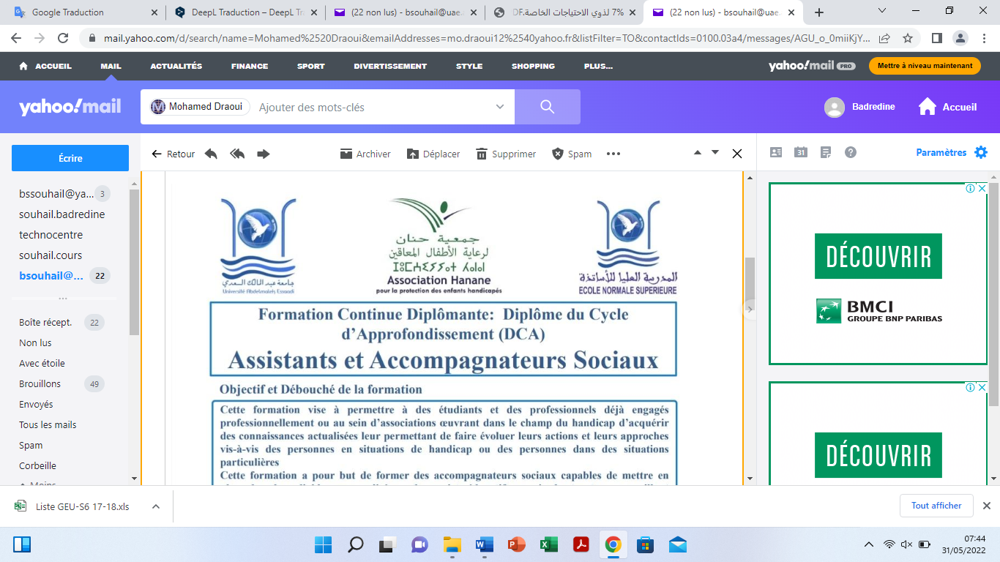 Google Traduction
DeepL Traduction – DeepL Tr
(22 non lus) - bsouhail@uae.
7% لذوي الاحتياجات الخاصة.DF
(22 non lus) - bsouhail@uae.
mail.yahoo.com/d/search/name=Mohamed%2520Draoui&emailAddresses=mo.draoui12%2540yahoo.fr&listFilter=TO&contactIds=0100.03a4/messages/AGU_o_0miiKjY...
ACCUEIL MAIL ACTUALITÉS FINANCE SPORT DIVERTISSEMENT STYLE SHOPPING PLUS...
yahoo!mail PRO
Mettre à niveau maintenant
yahoo!mail
Mohamed Draoui
Ajouter des mots-clés
Badredine
Accueil
Écrire
Retour
Archiver
Déplacer
Supprimer
Spam
31
Paramètres
bssouhail@ya... 3
souhail.badredine
technocentre
souhail.cours
bsouhail@... 22
Boîte récept. 22
Non lus
Avec étoile
Brouillons 49
Envoyés
Tous les mails
Spam
Corbeille
Moins
جامعة عبد المالك السعدي
Université Abdelmalek Essaadi
جمعية حنان
لرعاية الأطفال المعاقين
Association Hanane
pour la protection des enfants handicapés
المدرسة العليا للأساتذة
ECOLE NORMALE SUPERIEURE
Formation Continue Diplômante: Diplôme du Cycle
d'Approfondissement (DCA)
Assistants et Accompagnateurs Sociaux
Objectif et Débouché de la formation
Cette formation vise à permettre à des étudiants et des professionnels déjà engagés
professionnellement ou au sein d'associations œuvrant dans le champ du handicap d'acquérir
des connaissances actualisées leur permettant de faire évoluer leurs actions et leurs approches
vis-à-vis des personnes en situations de handicap ou des personnes dans des situations
particulières
Cette formation a pour but de former des accompagnateurs sociaux capables de mettre en
DÉCOUVRIR
BMCI
GROUPE BNP PARIBAS
DÉCOUVRIR
Liste GEU-S6 17-18.xls
Tout afficher
07:44
31/05/2022